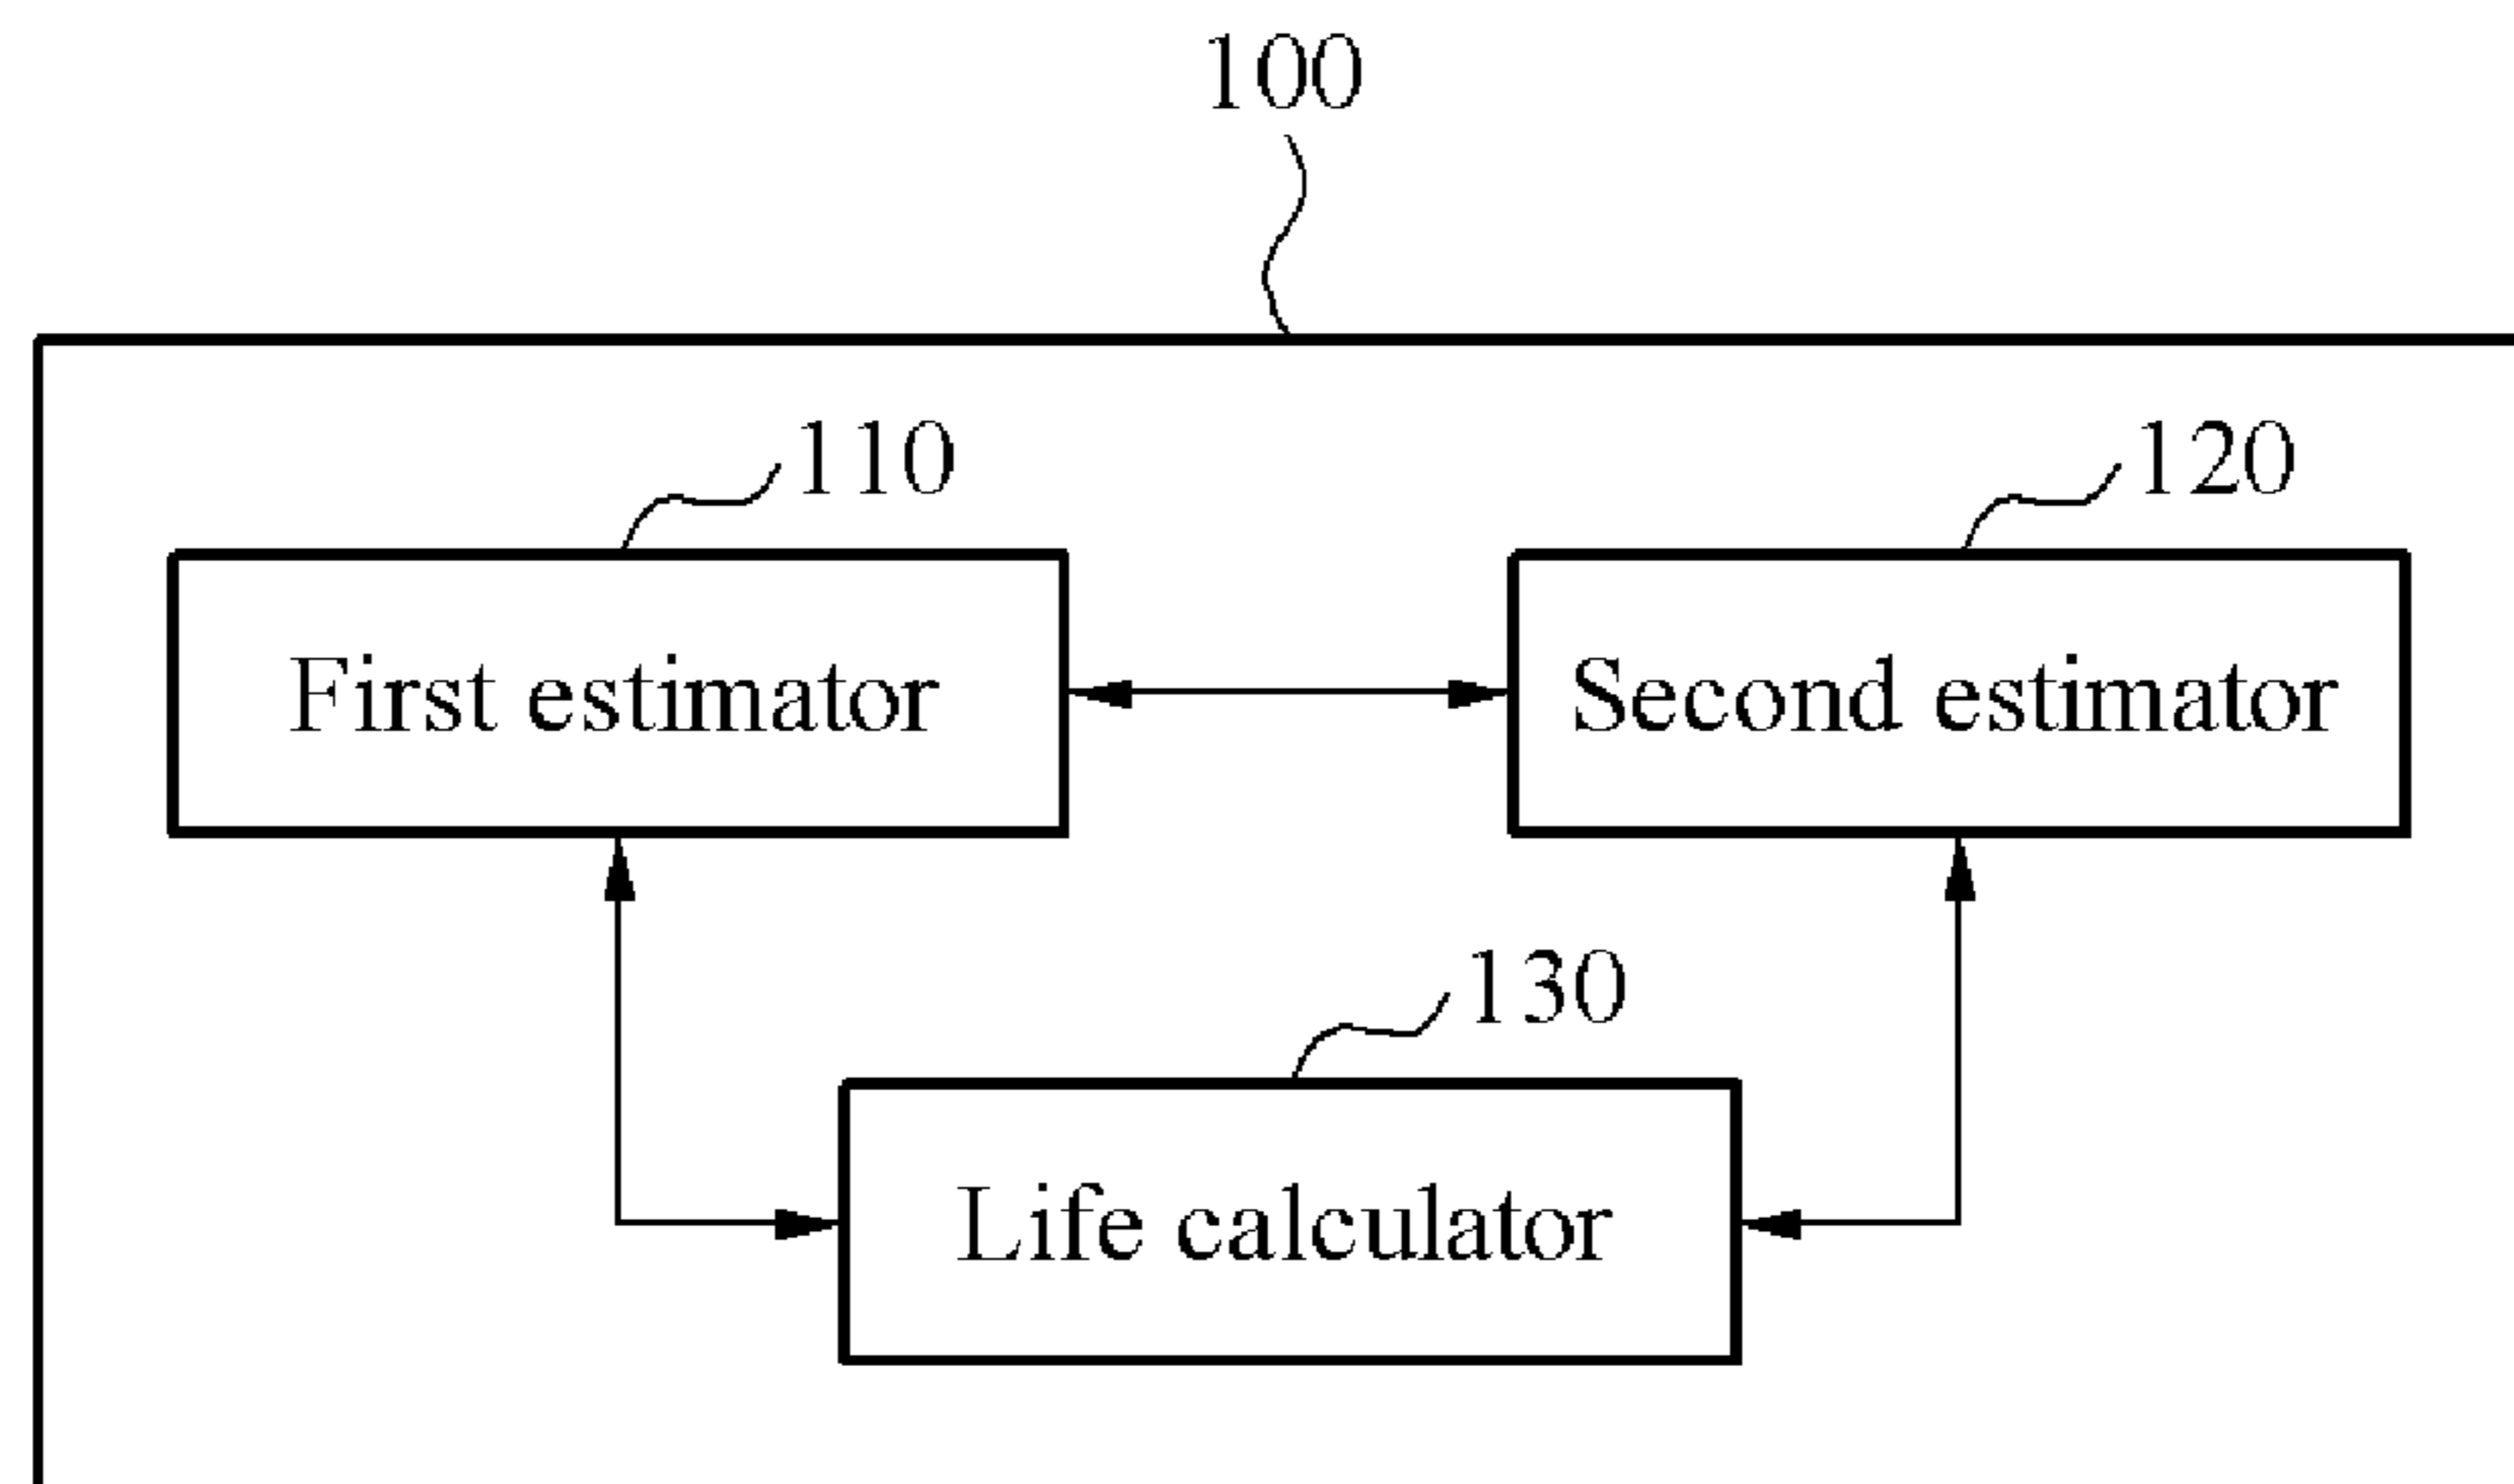 100
110
120
First estimator
Second estimator
130
Life calculator